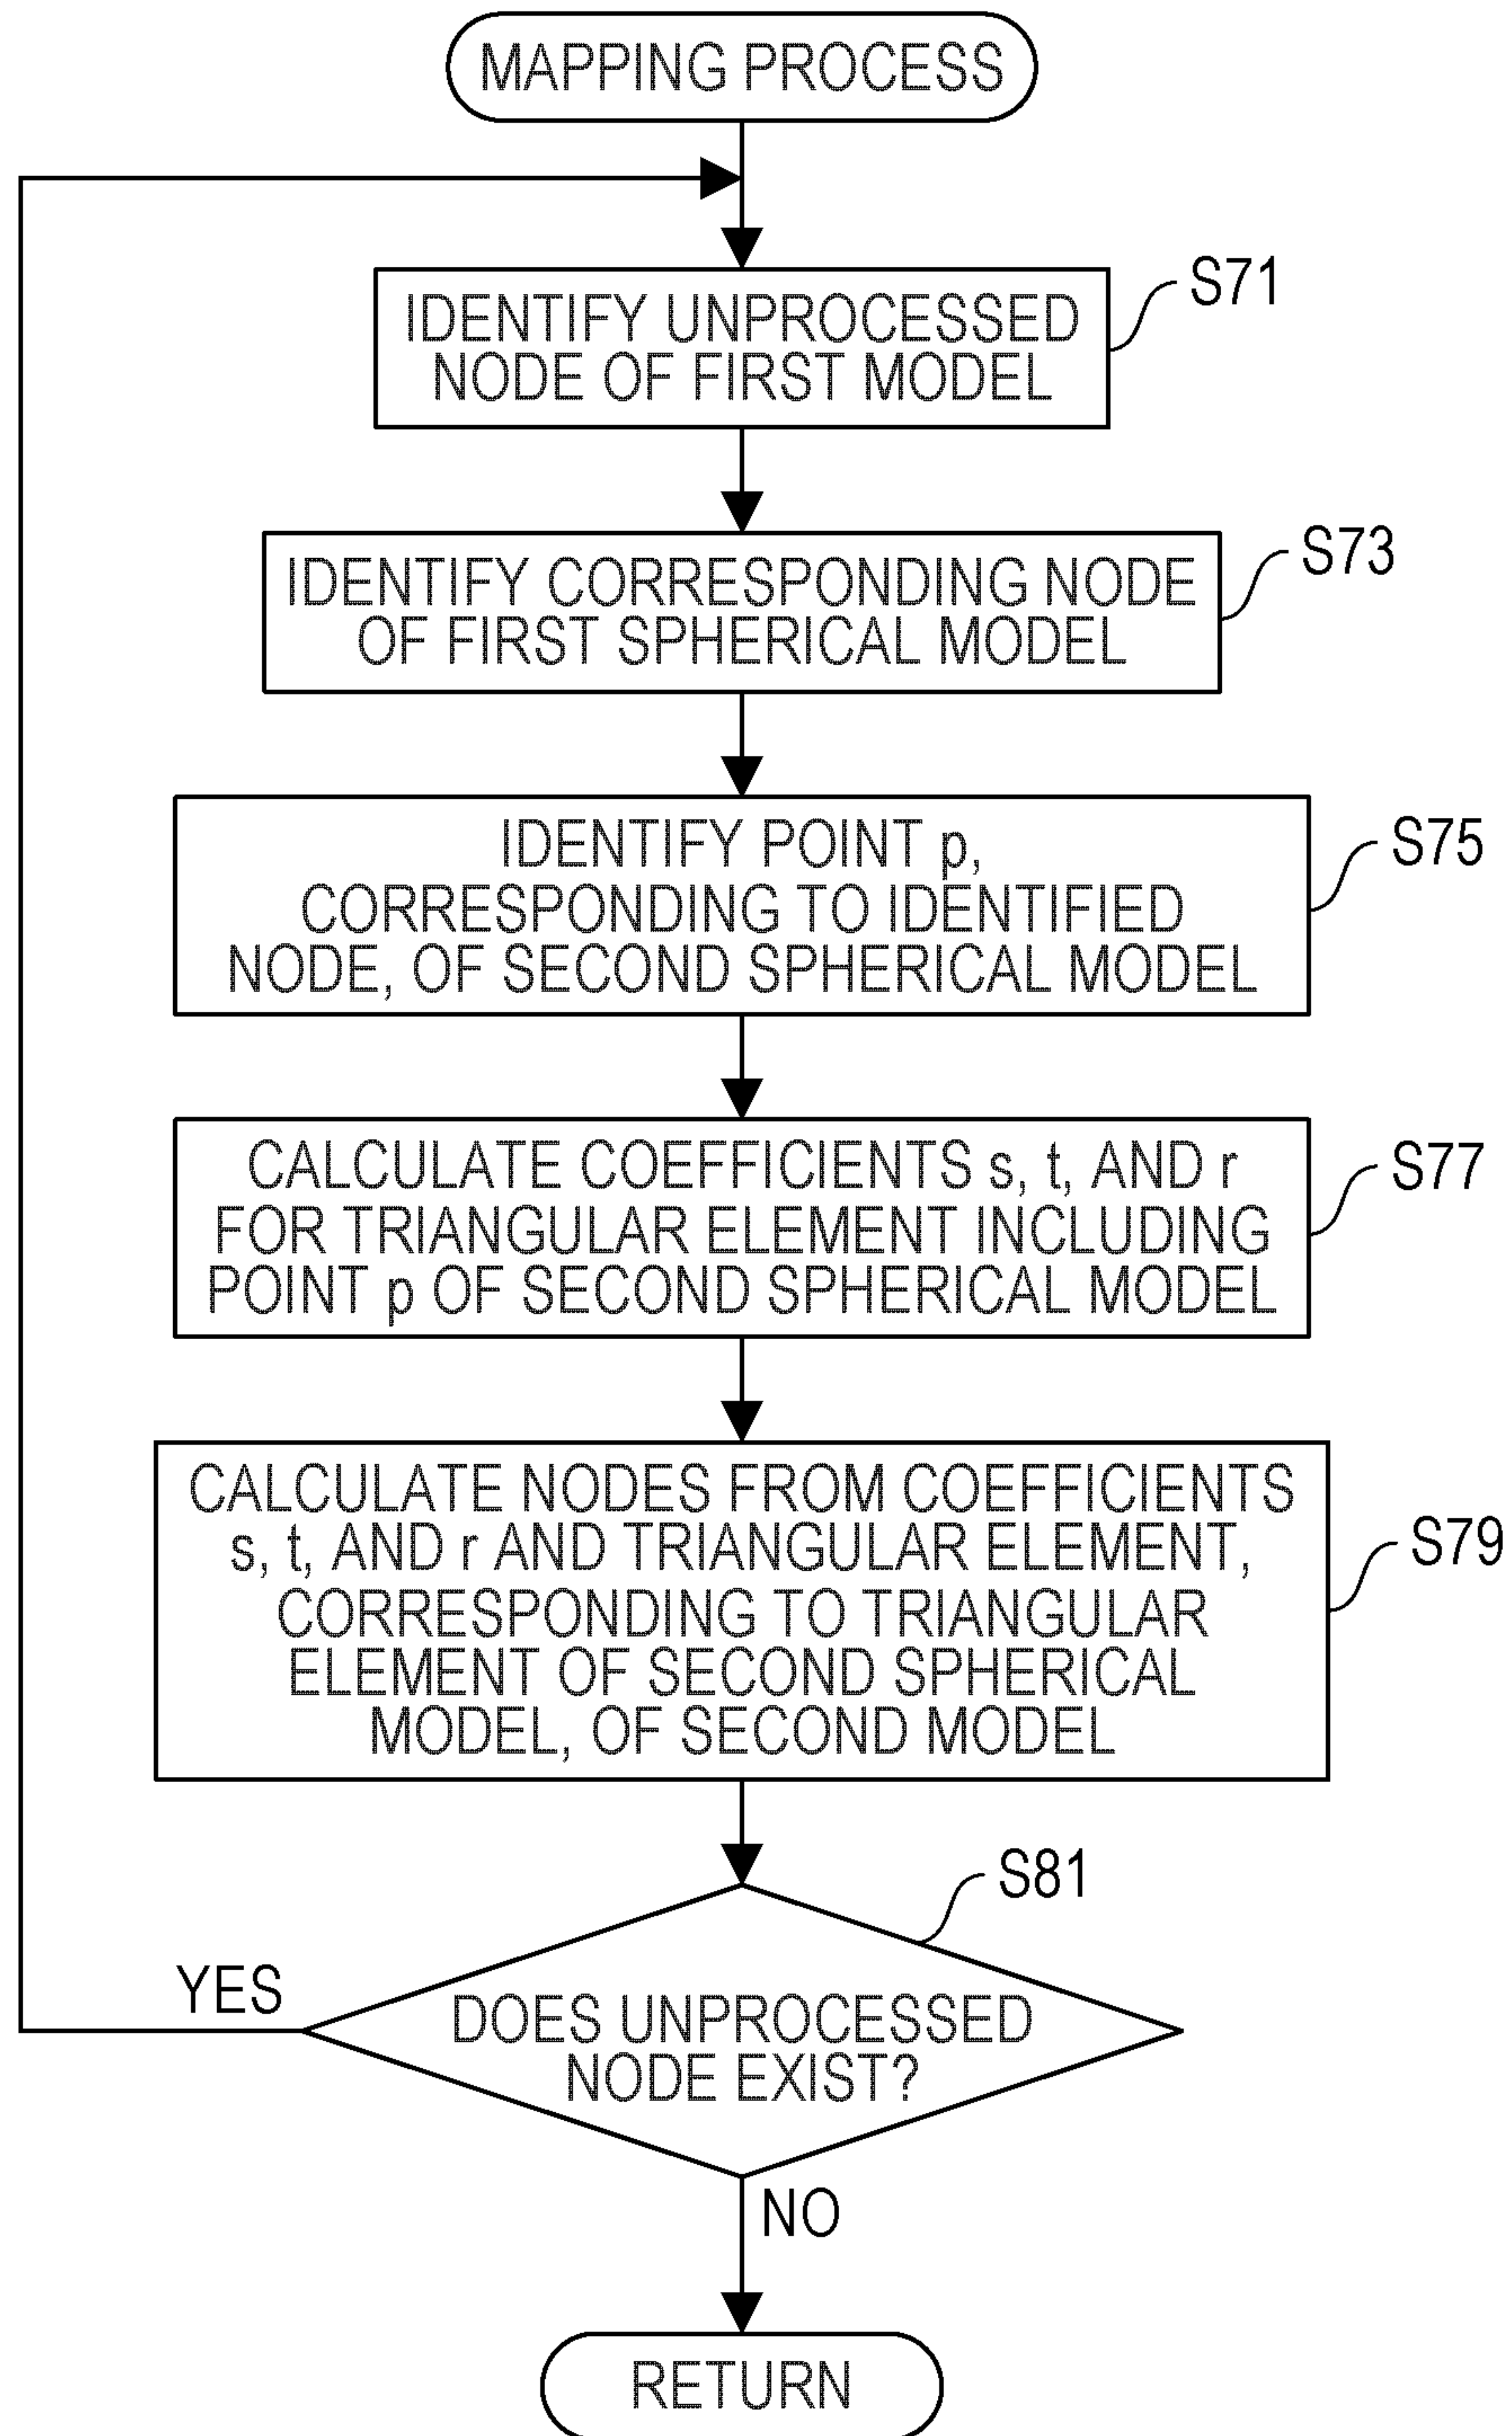 MAPPING PROCESS
S71
IDENTIFY UNPROCESSED
NODE OF FIRST MODEL
S73
IDENTIFY CORRESPONDING NODE
OF FIRST SPHERICAL MODEL
S75
IDENTIFY POINT p,
CORRESPONDING TO IDENTIFIED
NODE, OF SECOND SPHERICAL MODEL
S77
CALCULATE COEFFICIENTS s, t, AND r
FOR TRIANGULAR ELEMENT INCLUDING
POINT p OF SECOND SPHERICAL MODEL
S79
CALCULATE NODES FROM COEFFICIENTS
s, t, AND r AND TRIANGULAR ELEMENT,
CORRESPONDING TO TRIANGULAR
ELEMENT OF SECOND SPHERICAL
MODEL, OF SECOND MODEL
S81
YES
DOES UNPROCESSED
NODE EXIST?
NO
RETURN